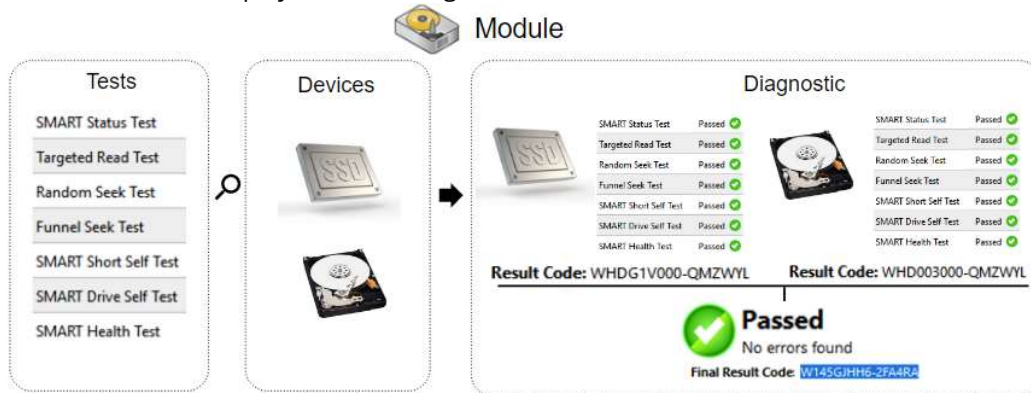 Module
Tests
SMART Status Test
Targeted Read Test
Random Seek Test
Funnel Seek Test
SMART Short Self Test
SMART Drive Self Test
SMART Health Test
Devices
SSD
Diagnostic
SSD
SMART Status Test Passed
Targeted Read Test Passed
Random Seek Test Passed
Funnel Seek Test Passed
SMART Short Self Test Passed
SMART Drive Self Test Passed
SMART Health Test Passed
Result Code: WHDG1V000-QMZWYL
SMART Status Test Passed
Targeted Read Test Passed
Random Seek Test Passed
Funnel Seek Test Passed
SMART Short Self Test Passed
SMART Drive Self Test Passed
SMART Health Test Passed
Result Code: WHD003000-QMZWYL
Passed
No errors found
Final Result Code: W145GJHH6-2FA4RA